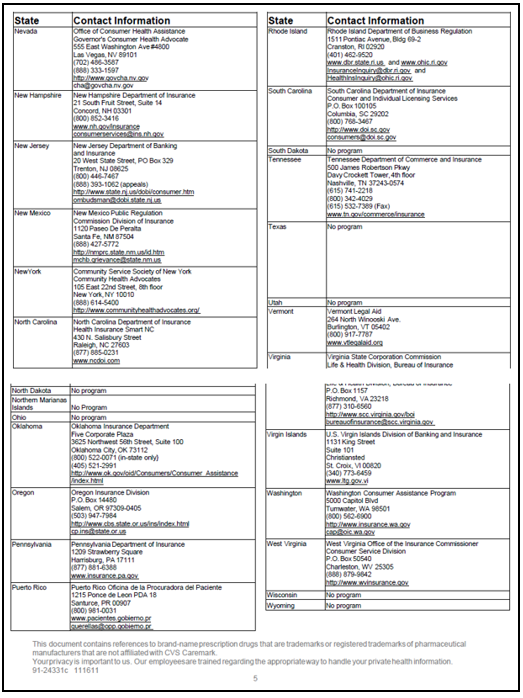 State Contact Information
Nevada Office of Consumer Health Assistance
Governor's Consumer Health Advocate
555 East Washington Ave #4800
Las Vegas, NV 89101
(702) 486-3587
(888) 333-1597
http://www.govcha.nv.gov
cha@govcha.nv.gov
New Hampshire New Hampshire Department of Insurance
21 South Fruit Street, Suite 14
Concord, NH 03301
(800) 852-3416
www.nh.gov/insurance
consumerservices@ins.nh.gov
New Jersey New Jersey Department of Banking
and Insurance
20 West State Street, PO Box 329
Trenton, NJ 08625
(800) 446-7467
(888) 393-1062 (appeals)
http://www.state.nj.us/dobi/consumer.htm
ombudsman@dobi.state.nj.us
New Mexico New Mexico Public Regulation
Commission Division of Insurance
1120 Paseo De Peralta
Santa Fe, NM 87504
(888) 427-5772
http://nmprc.state.nm.us/id.htm
mchb.grievance@state.nm.us
NewYork Community Service Society of New York
Community Health Advocates
105 East 22nd Street, 8th floor
New York, NY 10010
(888) 614-5400
http://www.communityhealthadvocates.org/
North Carolina North Carolina Department of Insurance
Health Insurance Smart NC
430 N. Salisbury Street
Raleigh, NC 27603
(877) 885-0231
www.ncdoi.com
North Dakota No program
Northern Marianas
Islands No Program
Ohio No program
Oklahoma Oklahoma Insurance Department
Five Corporate Plaza
3625 Northwest 56th Street, Suite 100
Oklahoma City, OK 73112
(800) 522-0071 (in-state only)
(405) 521-2991
http://www.ok.gov/oid/Consumers/Consumer_Assistance
/index.html
Oregon Oregon Insurance Division
P.O. Box 14480
Salem, OR 97309-0405
(503) 947-7984
http://www.cbs.state.or.us/ins/index.html
cp.ins@state.or.us
Pennsylvania Pennsylvania Department of Insurance
1209 Strawberry Square
Harrisburg, PA 17111
(877) 881-6388
www.insurance.pa.gov
Puerto Rico Puerto Rico Oficina de la Procuradora del Paciente
1215 Ponce de Leon PDA 18
Santurce, PR 00907
(800) 981-0031
www.pacientes.gobierno.pr
querellas@opp.gobierno.pr
State Contact Information
Rhode Island Rhode Island Department of Business Regulation
1511 Pontiac Avenue, Bldg 69-2
Cranston, RI 02920
(401) 462-9520
www.dbr.state.ri.us and www.ohic.ri.gov
InsuranceInquiry@dbr.ri.gov and
HealthInsInquiry@ohic.ri.gov
South Carolina South Carolina Department of Insurance
Consumer and Individual Licensing Services
P.O. Box 100105
Columbia, SC 29202
(800) 768-3467
http://www.doi.sc.gov
consumers@doi.sc.gov
South Dakota No program
Tennessee Tennessee Department of Commerce and Insurance
500 James Robertson Pkwy
Davy Crockett Tower, 4th floor
Nashville, TN 37243-0574
(615) 741-2218
(800) 342-4029
(615) 532-7389 (Fax)
www.tn.gov/commerce/insurance
Texas No program
Utah No program
Vermont Vermont Legal Aid
264 North Winooski Ave.
Burlington, VT 05402
(800) 917-7787
www.vtlegalaid.org
Virginia Virginia State Corporation Commission
Life & Health Division, Bureau of Insurance
Life & Health Division, Bureau of Insurance
P.O. Box 1157
Richmond, VA 23218
(877) 310-6560
http://www.scc.virginia.gov/boi
bureauofinsurance@scc.virginia.gov
Virgin Islands U.S. Virgin Islands Division of Banking and Insurance
1131 King Street
Suite 101
Christiansted
St. Croix, VI 00820
(340) 773-6459
www.ltg.gov.vi
Washington Washington Consumer Assistance Program
5000 Capitol Blvd
Tumwater, WA 98501
(800) 562-6900
http://www.insurance.wa.gov
cap@oic.wa.gov
West Virginia West Virginia Office of the Insurance Commissioner
Consumer Service Division
P.O. Box 50540
Charleston, WV 25305
(888) 879-9842
http://www.wvinsurance.gov
Wisconsin No program
Wyoming No program
This document contains references to brand-name prescription drugs that are trademarks or registered trademarks of pharmaceutical
manufacturers that are not affiliated with CVS Caremark.
Your privacy is important to us. Our employees are trained regarding the appropriate way to handle your private health information.
91-24331c 111611
5